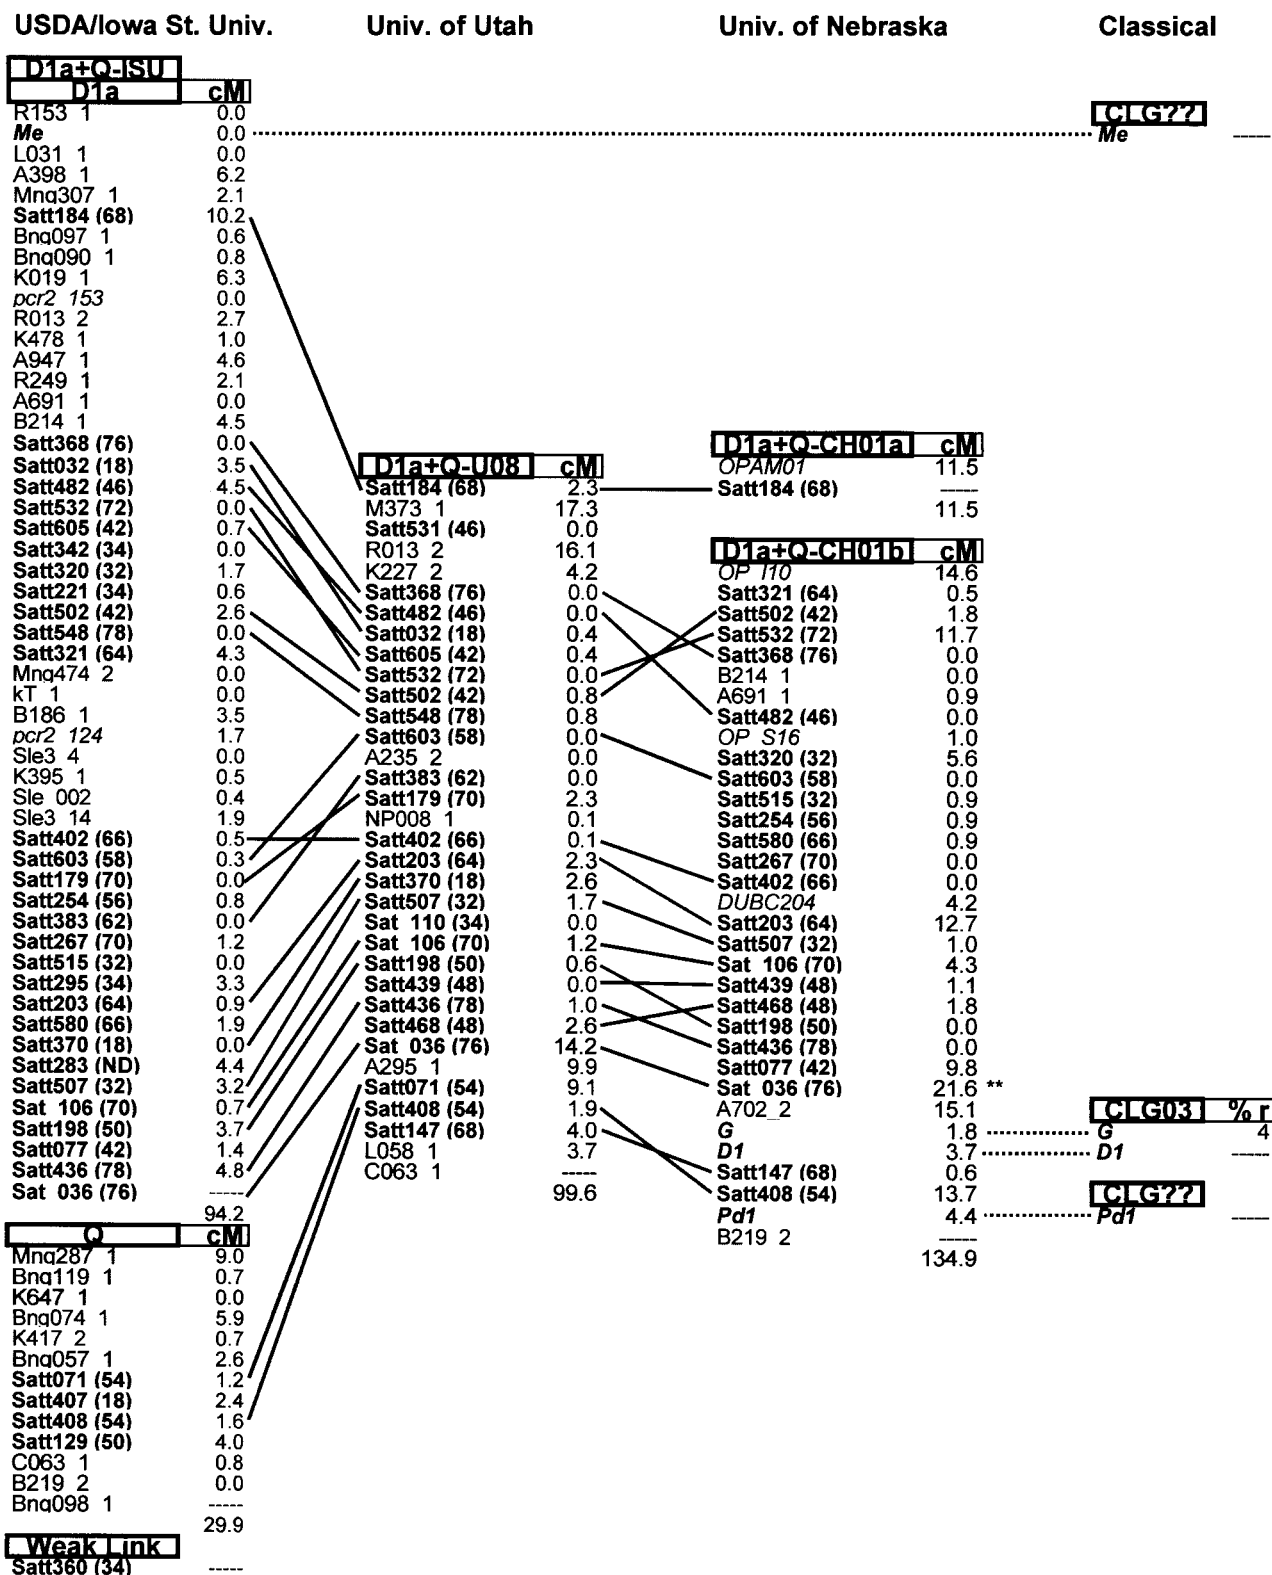 USDA/Iowa St. Univ.
Univ. of Utah
Univ. of Nebraska
Classical
D1a+Q-ISU
D1a cM
R153 1 0.0
Me 0.0
L031 1 0.0
A398 1 6.2
Mng307 1 2.1
Satt184 (68) 10.2
Bng097 1 0.6
Bng090 1 0.8
K019 1 6.3
pcr2 153 0.0
R013 2 2.7
K478 1 1.0
A947 1 4.6
R249 1 2.1
A691 1 0.0
B214 1 4.5
Satt368 (76) 0.0
Satt032 (18) 3.5
Satt482 (46) 4.5
Satt532 (72) 0.0
Satt605 (42) 0.7
Satt342 (34) 0.0
Satt320 (32) 1.7
Satt221 (34) 0.6
Satt502 (42) 2.6
Satt548 (78) 0.0
Satt321 (64) 4.3
Mng474 2 0.0
kT 1 0.0
B186 1 3.5
pcr2 124 1.7
Sle3 4 0.0
K395 1 0.5
Sle 002 0.4
Sle3 14 1.9
Satt402 (66) 0.5
Satt603 (58) 0.3
Satt179 (70) 0.0
Satt254 (56) 0.8
Satt383 (62) 0.0
Satt267 (70) 1.2
Satt515 (32) 0.0
Satt295 (34) 3.3
Satt203 (64) 0.9
Satt580 (66) 1.9
Satt370 (18) 0.0
Satt283 (ND) 4.4
Satt507 (32) 3.2
Sat 106 (70) 0.7
Satt198 (50) 3.7
Satt077 (42) 1.4
Satt436 (78) 4.8
Sat 036 (76) -----
94.2
Q cM
Mng287 1 9.0
Bng119 1 0.7
K647 1 0.0
Bng074 1 5.9
K417 2 0.7
Bng057 1 2.6
Satt071 (54) 1.2
Satt407 (18) 2.4
Satt408 (54) 1.6
Satt129 (50) 4.0
C063 1 0.8
B219 2 0.0
Bng098 1 -----
29.9
Weak Link
Satt360 (34) -----
D1a+Q-U08 cM
Satt184 (68) 2.3
M373 1 17.3
Satt531 (46) 0.0
R013 2 16.1
K227 2 4.2
Satt368 (76) 0.0
Satt482 (46) 0.0
Satt032 (18) 0.4
Satt605 (42) 0.4
Satt532 (72) 0.0
Satt502 (42) 0.8
Satt548 (78) 0.8
Satt603 (58) 0.0
A235 2 0.0
Satt383 (62) 0.0
Satt179 (70) 2.3
NP008 1 0.1
Satt402 (66) 0.1
Satt203 (64) 2.3
Satt370 (18) 2.6
Satt507 (32) 1.7
Sat 110 (34) 0.0
Sat 106 (70) 1.2
Satt198 (50) 0.6
Satt439 (48) 0.0
Satt436 (78) 1.0
Satt468 (48) 2.6
Sat 036 (76) 14.2
A295 1 9.9
Satt071 (54) 9.1
Satt408 (54) 1.9
Satt147 (68) 4.0
L058 1 3.7
C063 1 -----
99.6
D1a+Q-CH01a cM
OPAM01 11.5
Satt184 (68) -----
11.5
D1a+Q-CH01b cM
OP I10 14.6
Satt321 (64) 0.5
Satt502 (42) 1.8
Satt532 (72) 11.7
Satt368 (76) 0.0
B214 1 0.0
A691 1 0.9
Satt482 (46) 0.0
OP S16 1.0
Satt320 (32) 5.6
Satt603 (58) 0.0
Satt515 (32) 0.9
Satt254 (56) 0.9
Satt580 (66) 0.9
Satt267 (70) 0.0
Satt402 (66) 0.0
DUBC204 4.2
Satt203 (64) 12.7
Satt507 (32) 1.0
Sat 106 (70) 4.3
Satt439 (48) 1.1
Satt468 (48) 1.8
Satt198 (50) 0.0
Satt436 (78) 0.0
Satt077 (42) 9.8
Sat 036 (76) 21.6 **
A702_2 15.1
G 1.8
D1 3.7
Satt147 (68) 0.6
Satt408 (54) 13.7
Pd1 4.4
B219 2 -----
134.9
CLG??
Me -----
CLG03 % r
G 4
D1 -----
CLG??
Pd1 -----